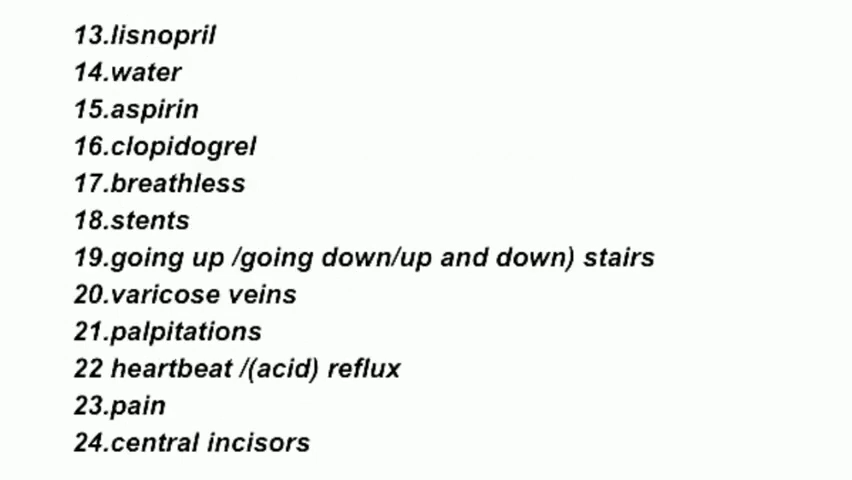 13.lisnopril
14.water
15.aspirin
16.clopidogrel
17.breathless
18.stents
19.going up /going down/up and down) stairs
20.varicose veins
21.palpitations
22 heartbeat /(acid) reflux
23.pain
24.central incisors